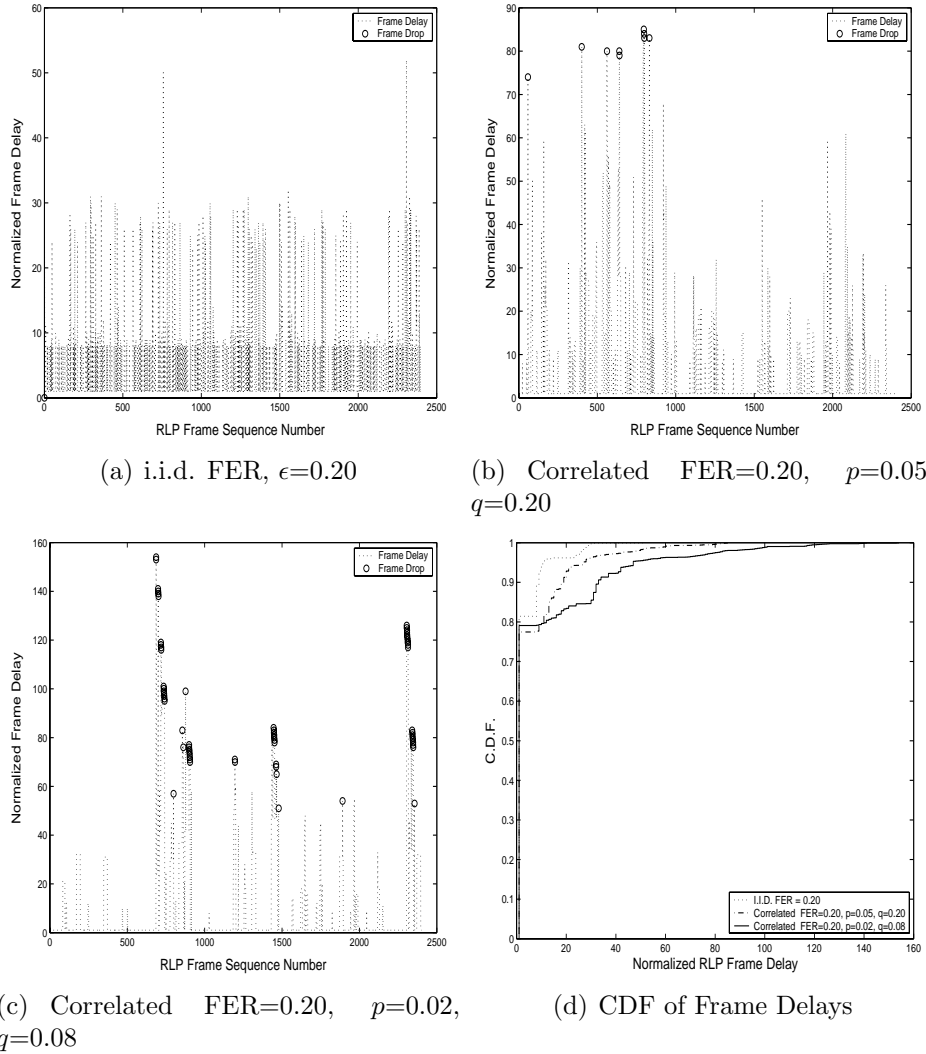 60
50
40
30
20
10
0
Normalized Frame Delay
Frame Delay
Frame Drop
0 500 1000 1500 2000 2500
RLP Frame Sequence Number
(a) i.i.d. FER, ϵ=0.20
90
80
70
60
50
40
30
20
10
0
Normalized Frame Delay
Frame Delay
Frame Drop
0 500 1000 1500 2000 2500
RLP Frame Sequence Number
(b) Correlated FER=0.20, p=0.05
q=0.20
160
140
120
100
80
60
40
20
0
Normalized Frame Delay
Frame Delay
Frame Drop
0 500 1000 1500 2000 2500
RLP Frame Sequence Number
(c) Correlated FER=0.20, p=0.02,
q=0.08
1
0.9
0.8
0.7
0.6
0.5
0.4
0.3
0.2
0.1
0
C.D.F.
I.I.D. FER = 0.20
Correlated FER=0.20, p=0.05, q=0.20
Correlated FER=0.20, p=0.02, q=0.08
0 20 40 60 80 100 120 140 160
Normalized RLP Frame Delay
(d) CDF of Frame Delays